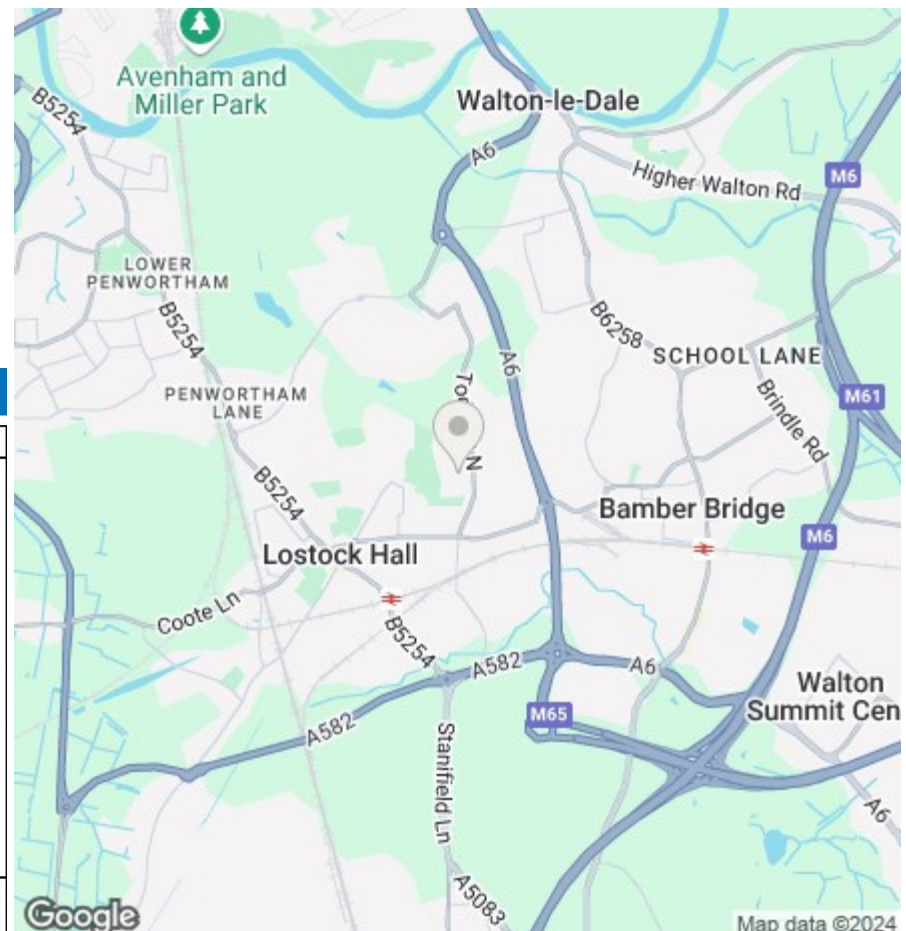 Avenham and
Miller Park
B5254
Walton-le-Dale
A6
Higher Walton Rd
M6
LOWER
PENWORTHAM
B5254
B6258
SCHOOL LANE
A6
PENWORTHAM
LANE
M61
Brindle Rd
B5254
Bamber Bridge
M6
Lostock Hall
Coote Ln
B5254
A582
A6
Walton
Summit Cen
M65
A582
Stanifield Ln
A6
A5083
Google
Map data ©2024